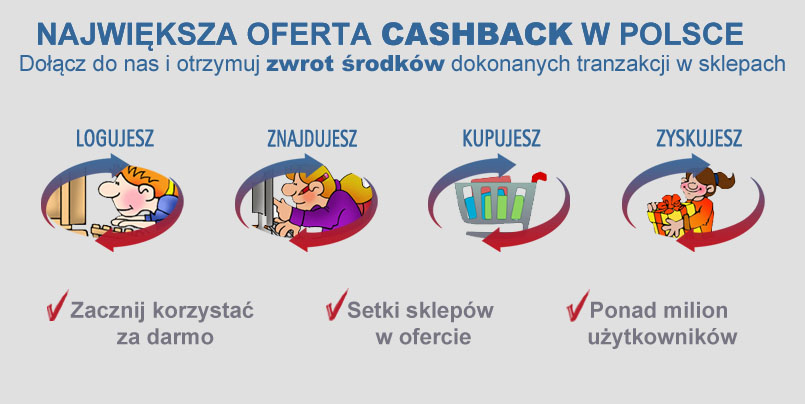 NAJWIĘKSZA OFERTA CASHBACK W POLSCE
Dołącz do nas i otrzymuj zwrot środków dokonanych tranzakcji w sklepach
LOGUJESZ
ZNAJDUJESZ
KUPUJESZ
ZYSKUJESZ
Zacznij korzystać
za darmo
Setki sklepów
w ofercie
Ponad milion
użytkowników